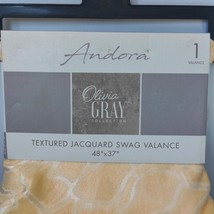 Andora
1
VALANCE
Olivia
GRAY
COLLECTION
TEXTURED JACQUARD SWAG VALANCE
48"x37"